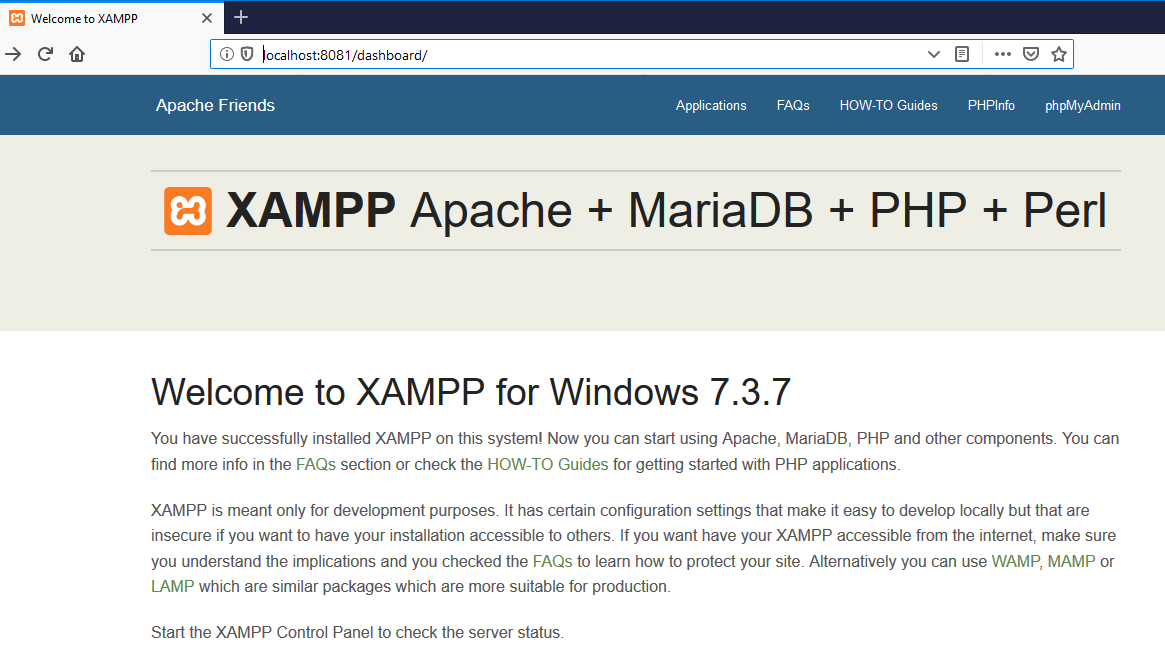 Welcome to XAMPP
localhost:8081/dashboard/
Apache Friends
Applications FAQs HOW-TO Guides PHPInfo phpMyAdmin
XAMPP Apache + MariaDB + PHP + Perl
Welcome to XAMPP for Windows 7.3.7
You have successfully installed XAMPP on this system! Now you can start using Apache, MariaDB, PHP and other components. You can
find more info in the FAQs section or check the HOW-TO Guides for getting started with PHP applications.
XAMPP is meant only for development purposes. It has certain configuration settings that make it easy to develop locally but that are
insecure if you want to have your installation accessible to others. If you want have your XAMPP accessible from the internet, make sure
you understand the implications and you checked the FAQs to learn how to protect your site. Alternatively you can use WAMP, MAMP or
LAMP which are similar packages which are more suitable for production.
Start the XAMPP Control Panel to check the server status.